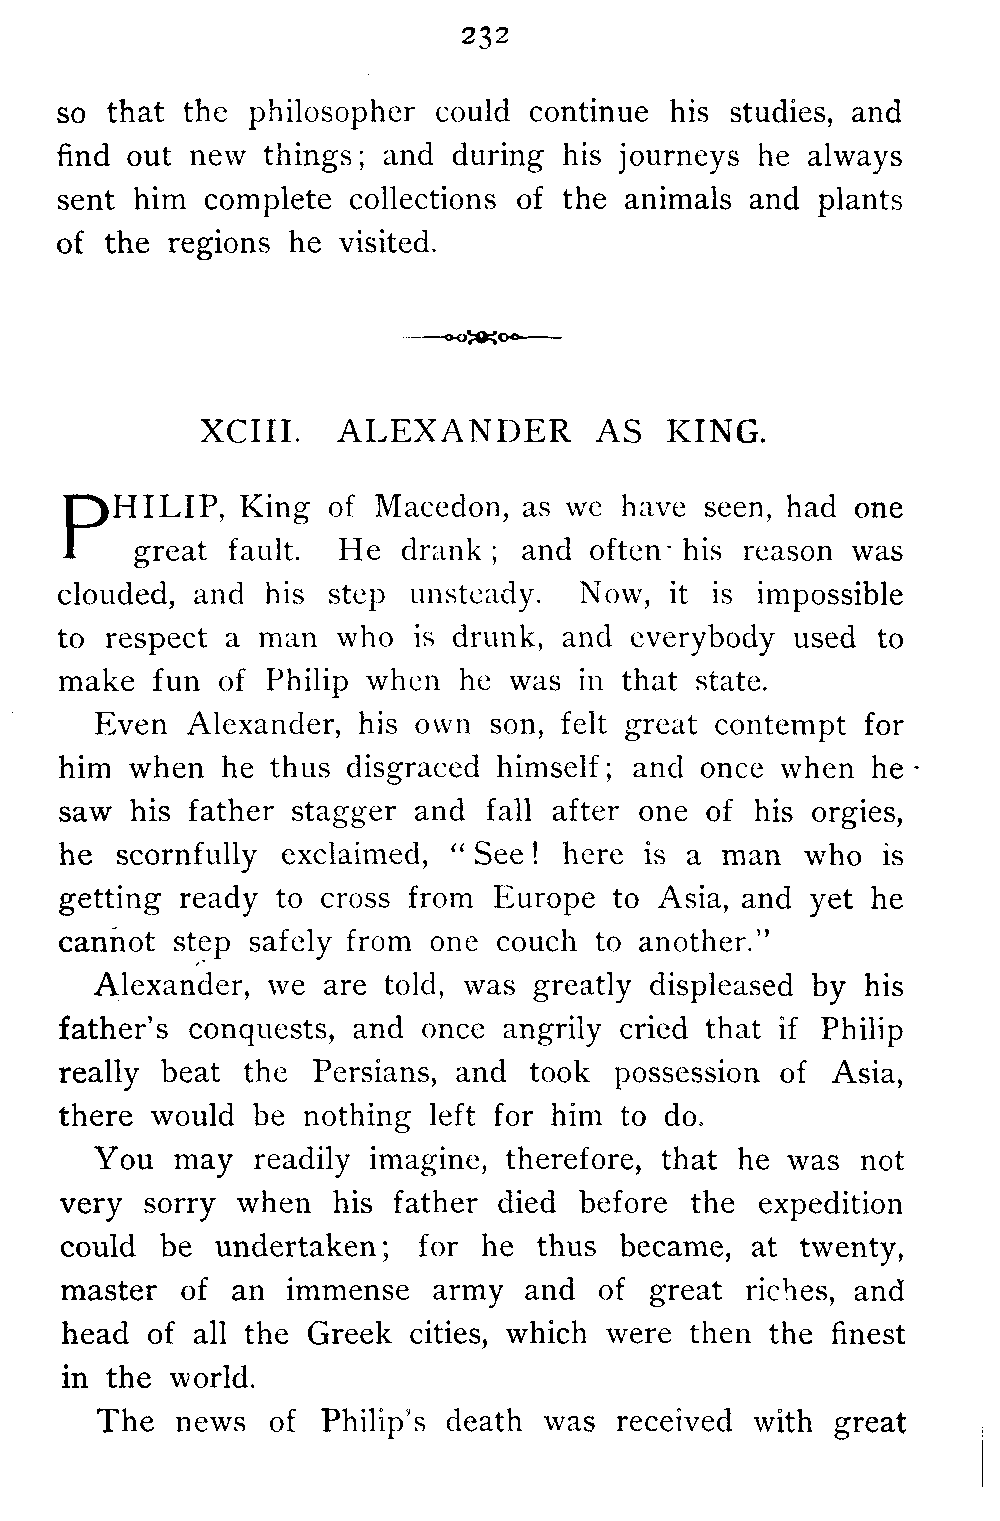 232
so that the philosopher could continue his studies, and
find out new things; and during his journeys he always
sent him complete collections of the animals and plants
of the regions he visited.
XCIII. ALEXANDER AS KING.
PHILIP, King of Macedon, as we have seen, had one
great fault. He drank; and often his reason was
clouded, and his step unsteady. Now, it is impossible
to respect a man who is drunk, and everybody used to
make fun of Philip when he was in that state.
Even Alexander, his own son, felt great contempt for
him when he thus disgraced himself; and once when he
saw his father stagger and fall after one of his orgies,
he scornfully exclaimed, "See! here is a man who is
getting ready to cross from Europe to Asia, and yet he
cannot step safely from one couch to another."
Alexander, we are told, was greatly displeased by his
father's conquests, and once angrily cried that if Philip
really beat the Persians, and took possession of Asia,
there would be nothing left for him to do.
You may readily imagine, therefore, that he was not
very sorry when his father died before the expedition
could be undertaken; for he thus became, at twenty,
master of an immense army and of great riches, and
head of all the Greek cities, which were then the finest
in the world.
The news of Philip's death was received with great